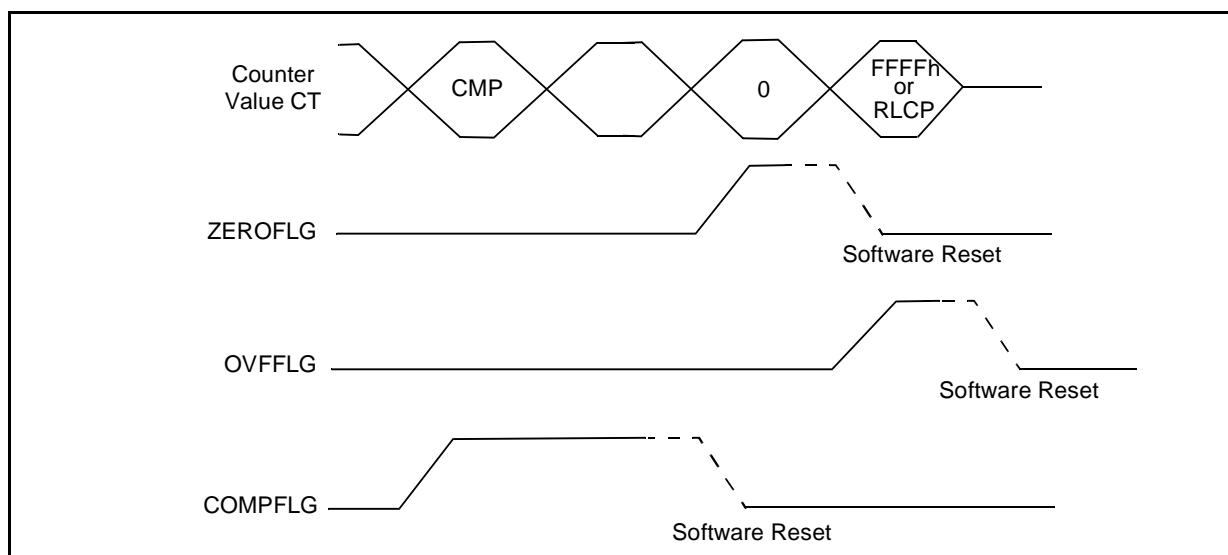 Counter
Value CT
CMP
0
FFFFh
or
RLCP
ZEROFLG
Software Reset
OVFFLG
Software Reset
COMPFLG
Software Reset